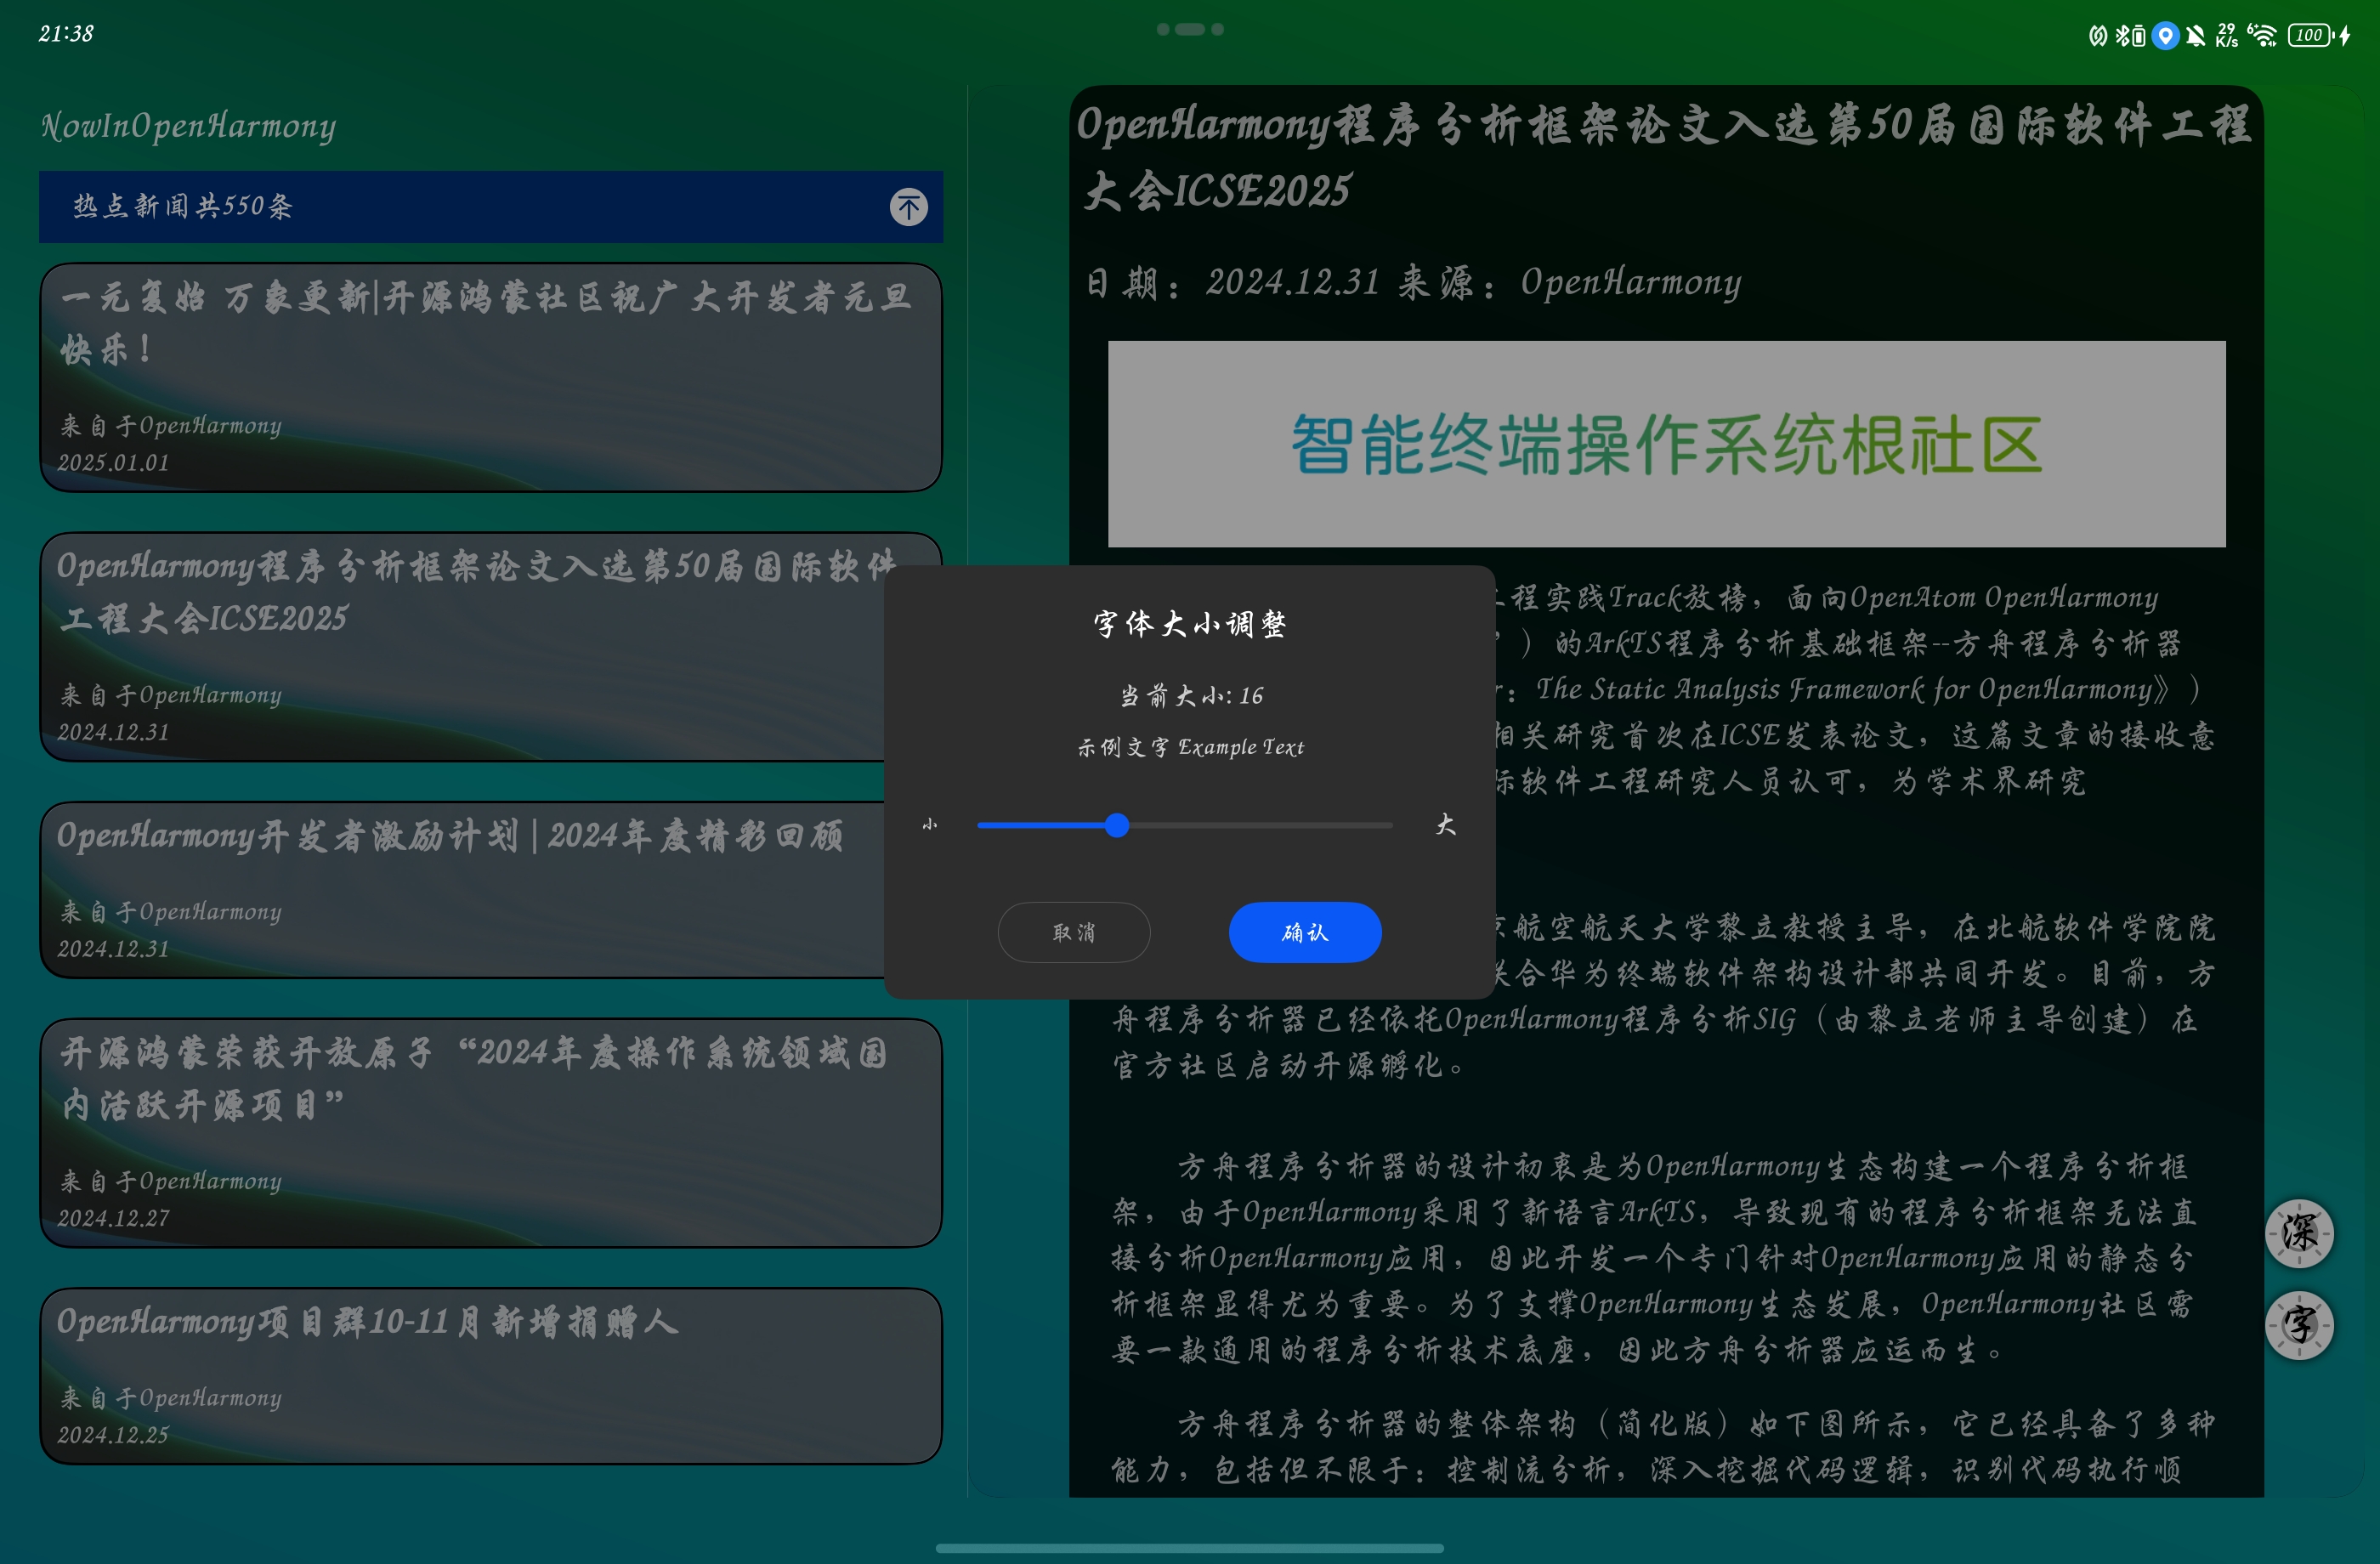 21:38
29
K/s
6+
100
NowInOpenHarmony
热点新闻共550条
一元复始 万象更新|开源鸿蒙社区祝广大开发者元旦
快乐！
来自于OpenHarmony
2025.01.01
OpenHarmony程序分析框架论文入选第50届国际软件
工程大会ICSE2025
来自于OpenHarmony
2024.12.31
OpenHarmony开发者激励计划 | 2024年度精彩回顾
来自于OpenHarmony
2024.12.31
开源鸿蒙荣获开放原子“2024年度操作系统领域国
内活跃开源项目”
来自于OpenHarmony
2024.12.27
OpenHarmony项目群10-11月新增捐赠人
来自于OpenHarmony
2024.12.25
OpenHarmony程序分析框架论文入选第50届国际软件工程
大会ICSE2025
日期：2024.12.31 来源：OpenHarmony
智能终端操作系统根社区
程实践Track放榜，面向OpenAtom OpenHarmony
”）的ArkTS程序分析基础框架--方舟程序分析器
r：The Static Analysis Framework for OpenHarmony》）
相关研究首次在ICSE发表论文，这篇文章的接收意
际软件工程研究人员认可，为学术界研究
京航空航天大学黎立教授主导，在北航软件学院院
联合华为终端软件架构设计部共同开发。目前，方
舟程序分析器已经依托OpenHarmony程序分析SIG（由黎立老师主导创建）在
官方社区启动开源孵化。
方舟程序分析器的设计初衷是为OpenHarmony生态构建一个程序分析框
架，由于OpenHarmony采用了新语言ArkTS，导致现有的程序分析框架无法直
接分析OpenHarmony应用，因此开发一个专门针对OpenHarmony应用的静态分
析框架显得尤为重要。为了支撑OpenHarmony生态发展，OpenHarmony社区需
要一款通用的程序分析技术底座，因此方舟分析器应运而生。
方舟程序分析器的整体架构（简化版）如下图所示，它已经具备了多种
能力，包括但不限于：控制流分析，深入挖掘代码逻辑，识别代码执行顺
字体大小调整
当前大小: 16
示例文字 Example Text
小
大
取消
确认
深
字